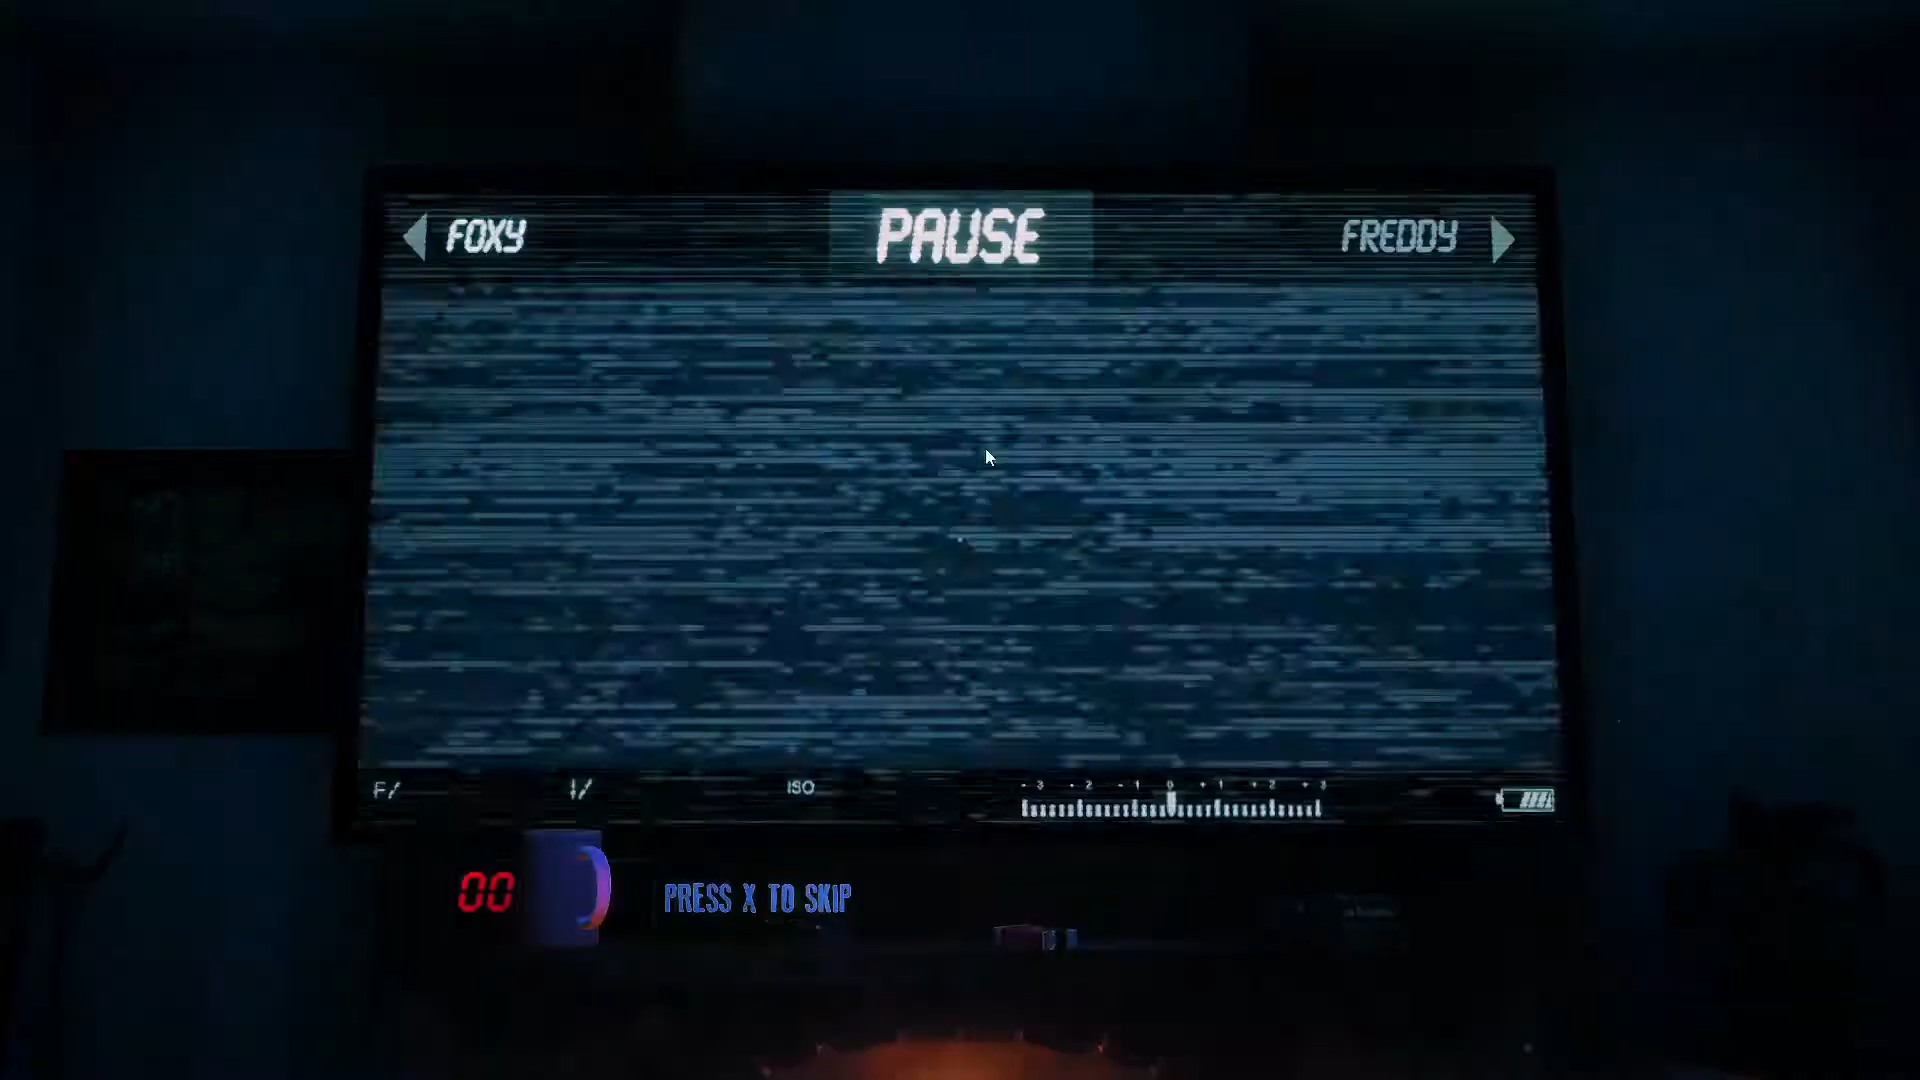 FOXY
PAUSE
FREDDY
F/
1/
ISO
- 3 - 2 - 1 0 + 1 + 2 + 3
00
PRESS X TO SKIP